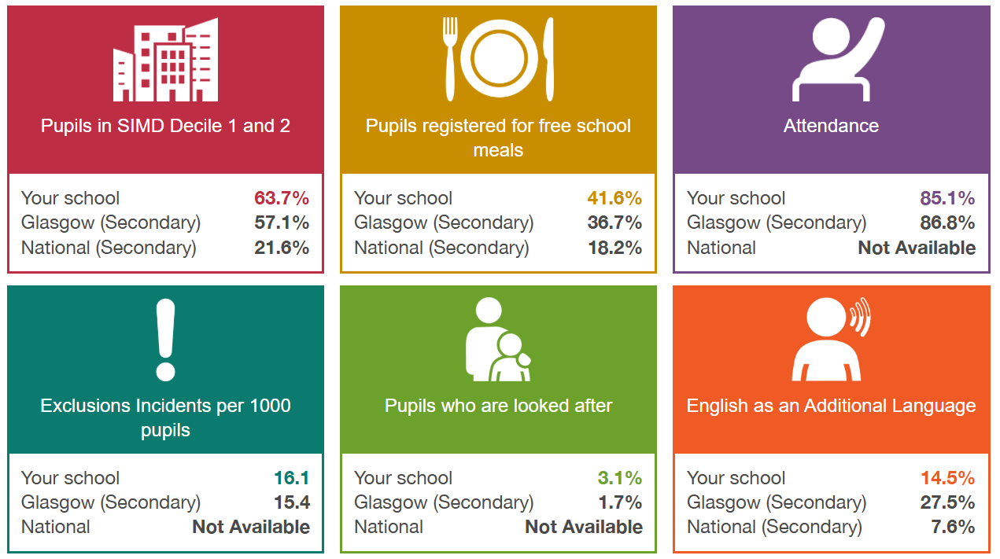 Pupils in SIMD Decile 1 and 2
Your school 63.7%
Glasgow (Secondary) 57.1%
National (Secondary) 21.6%
Pupils registered for free school
meals
Your school 41.6%
Glasgow (Secondary) 36.7%
National (Secondary) 18.2%
Attendance
Your school 85.1%
Glasgow (Secondary) 86.8%
National Not Available
Exclusions Incidents per 1000
pupils
Your school 16.1
Glasgow (Secondary) 15.4
National Not Available
Pupils who are looked after
Your school 3.1%
Glasgow (Secondary) 1.7%
National Not Available
English as an Additional Language
Your school 14.5%
Glasgow (Secondary) 27.5%
National (Secondary) 7.6%